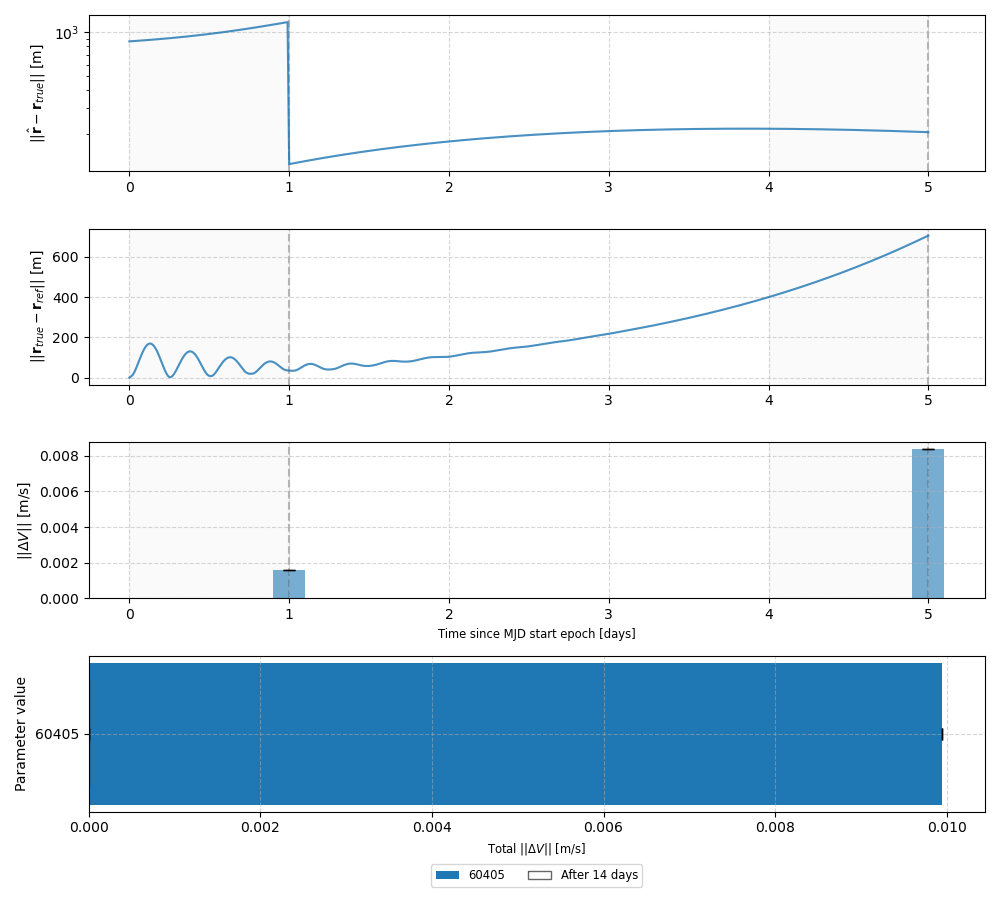 ||r̂ − r_true|| [m]
10³
0 1 2 3 4 5
||r_true − r_ref|| [m]
600
400
200
0
0 1 2 3 4 5
||ΔV|| [m/s]
0.008
0.006
0.004
0.002
0.000
0 1 2 3 4 5
Time since MJD start epoch [days]
Parameter value
60405
0.000 0.002 0.004 0.006 0.008 0.010
Total ||ΔV|| [m/s]
60405 After 14 days